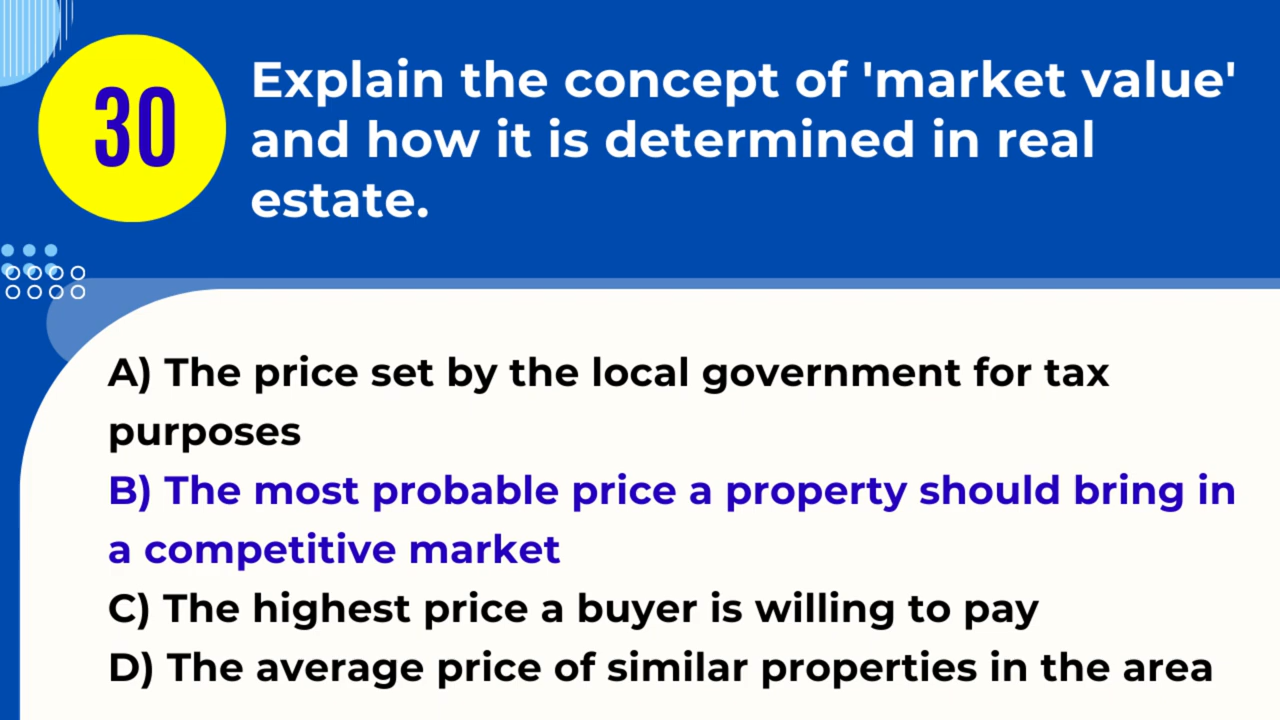 30
Explain the concept of 'market value'
and how it is determined in real
estate.
A) The price set by the local government for tax
purposes
B) The most probable price a property should bring in
a competitive market
C) The highest price a buyer is willing to pay
D) The average price of similar properties in the area